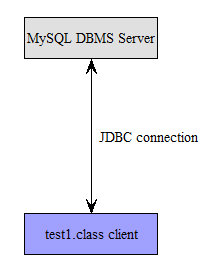 MySQL DBMS Server
JDBC connection
test1.class client